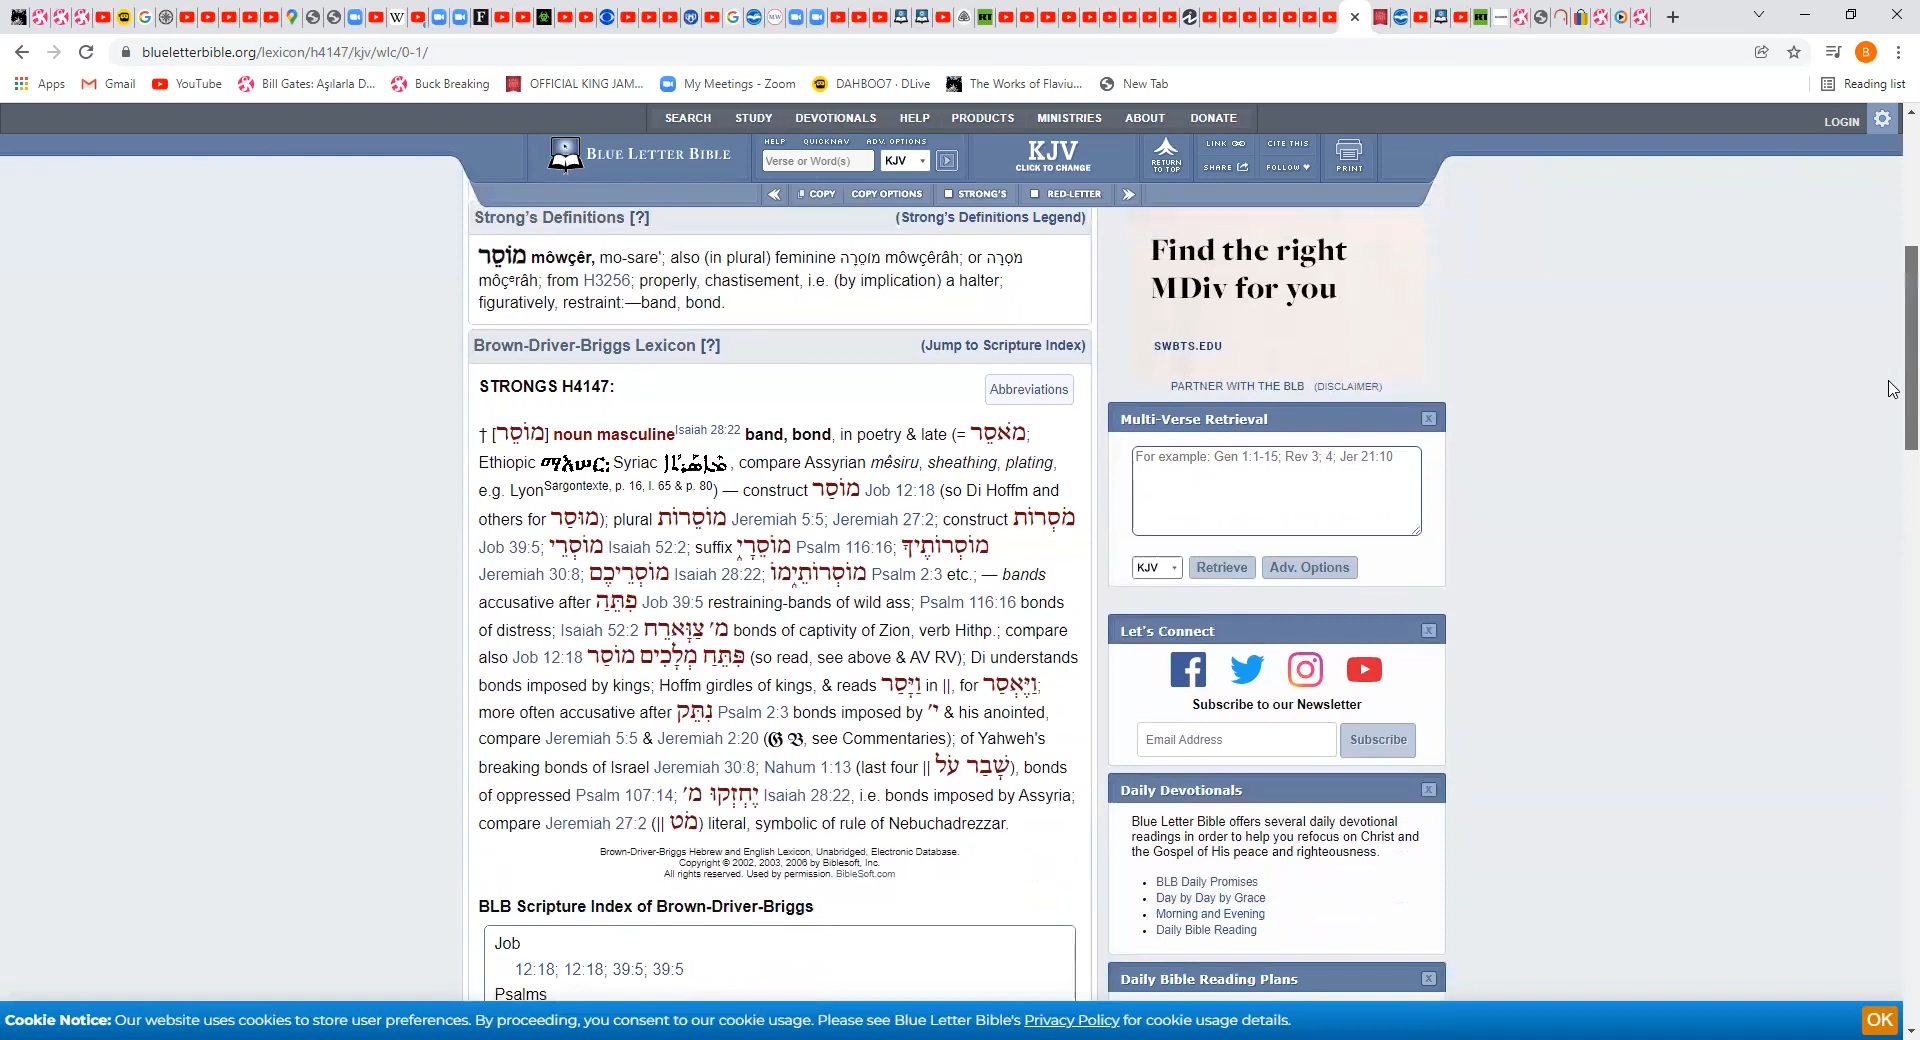 blueletterbible.org/lexicon/h4147/kjv/wlc/0-1/
B
Apps Gmail YouTube Bill Gates: Aşılarla D... Buck Breaking OFFICIAL KING JAM... My Meetings - Zoom DAHBOO7 · DLive The Works of Flaviu... New Tab Reading list
SEARCH STUDY DEVOTIONALS HELP PRODUCTS MINISTRIES ABOUT DONATE LOGIN
BLUE LETTER BIBLE
HELP QUICKNAV ADV. OPTIONS
Verse or Word(s) KJV
KJV
CLICK TO CHANGE
RETURN TO TOP
LINK CITE THIS
SHARE FOLLOW
PRINT
COPY COPY OPTIONS STRONG'S RED-LETTER
Strong's Definitions [?] (Strong's Definitions Legend)
מוֹסֵר môwçêr, mo-sare'; also (in plural) feminine מוֹסֵרָה môwçêrâh; or מֹסְרָה
môçᵉrâh; from H3256; properly, chastisement, i.e. (by implication) a halter;
figuratively, restraint:—band, bond.
Brown-Driver-Briggs Lexicon [?] (Jump to Scripture Index)
STRONGS H4147:
Abbreviations
† [מוֹסֵר] noun masculine Isaiah 28:22 band, bond, in poetry & late (= מֹאסֵר;
Ethiopic Syriac , compare Assyrian mêsiru, sheathing, plating,
e.g. Lyon Sargontexte, p. 16, l. 65 & p. 80) — construct מוֹסַר Job 12:18 (so Di Hoffm and
others for מוּסַר); plural מוֹסֵרוֹת Jeremiah 5:5; Jeremiah 27:2; construct מֹסְרוֹת
Job 39:5; מוֹסְרֵי Isaiah 52:2; suffix מוֹסֵרָי Psalm 116:16; מוֹסְרוֹתֶיךָ
Jeremiah 30:8; מוֹסְרֵיכֶם Isaiah 28:22; מוֹסְרוֹתֵימוֹ Psalm 2:3 etc.; — bands
accusative after פִּתֵּחַ Job 39:5 restraining-bands of wild ass; Psalm 116:16 bonds
of distress; Isaiah 52:2 מ׳ צַוָּארֵח bonds of captivity of Zion, verb Hithp.; compare
also Job 12:18 פִּתֵּחַ מְלָכִים מוֹסַר (so read, see above & AV RV); Di understands
bonds imposed by kings; Hoffm girdles of kings, & reads וַיָּסַר in ||, for וַיֶּאְסַר;
more often accusative after נִתֵּק Psalm 2:3 bonds imposed by י׳ & his anointed,
compare Jeremiah 5:5 & Jeremiah 2:20 (𝕲 𝕭, see Commentaries); of Yahweh's
breaking bonds of Israel Jeremiah 30:8; Nahum 1:13 (last four || שָׁבַר עֹל), bonds
of oppressed Psalm 107:14; יֶחְזְקוּ מ׳ Isaiah 28:22, i.e. bonds imposed by Assyria;
compare Jeremiah 27:2 (|| מֹט) literal, symbolic of rule of Nebuchadrezzar.
Brown-Driver-Briggs Hebrew and English Lexicon, Unabridged, Electronic Database.
Copyright © 2002, 2003, 2006 by Biblesoft, Inc.
All rights reserved. Used by permission. BibleSoft.com
BLB Scripture Index of Brown-Driver-Briggs
Job
12:18; 12:18; 39:5; 39:5
Psalms
Find the right
MDiv for you
SWBTS.EDU
PARTNER WITH THE BLB (DISCLAIMER)
Multi-Verse Retrieval x
For example: Gen 1:1-15; Rev 3; 4; Jer 21:10
KJV Retrieve Adv. Options
Let's Connect x
Subscribe to our Newsletter
Email Address Subscribe
Daily Devotionals x
Blue Letter Bible offers several daily devotional
readings in order to help you refocus on Christ and
the Gospel of His peace and righteousness.
• BLB Daily Promises
• Day by Day by Grace
• Morning and Evening
• Daily Bible Reading
Daily Bible Reading Plans x
Cookie Notice: Our website uses cookies to store user preferences. By proceeding, you consent to our cookie usage. Please see Blue Letter Bible's Privacy Policy for cookie usage details. OK